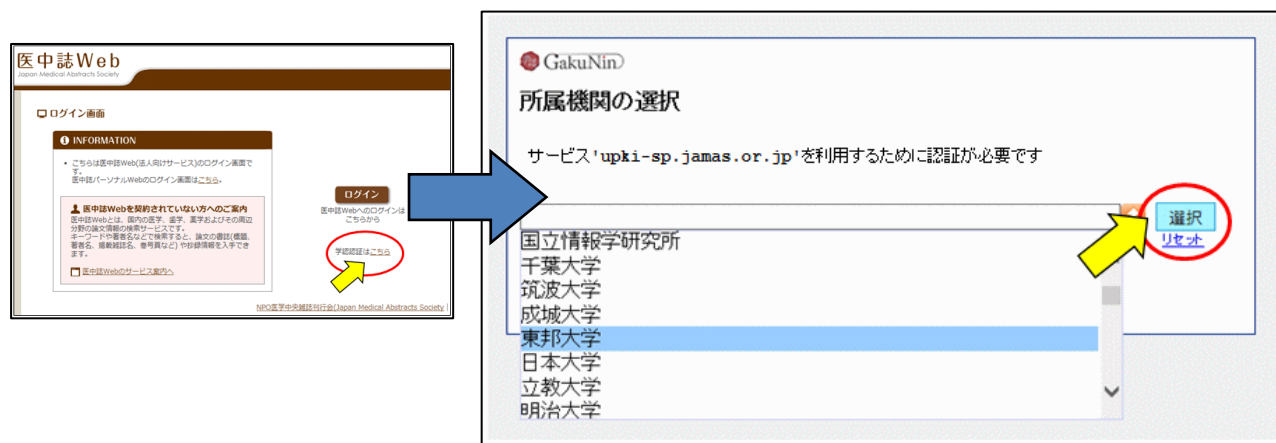 医中誌Web
Japan Medical Abstracts Society
ログイン画面
INFORMATION
・ こちらは医中誌Web(法人向けサービス)のログイン画面で
す。
医中誌パーソナルWebのログイン画面はこちら。
医中誌Webを契約されていない方へのご案内
医中誌Webとは、国内の医学、歯学、薬学およびその周辺
分野の論文情報の検索サービスです。
キーワードや著者名などで検索すると、論文の書誌(標題、
著者名、掲載雑誌名、巻号頁など) や抄録情報を入手でき
ます。
医中誌Webのサービス案内へ
ログイン
医中誌Webへのログインは
こちらから
学認認証はこちら
NPO医学中央雑誌刊行会(Japan Medical Abstracts Society)
GakuNin
所属機関の選択
サービス'upki-sp.jamas.or.jp'を利用するために認証が必要です
選択
リセット
国立情報学研究所
千葉大学
筑波大学
成城大学
東邦大学
日本大学
立教大学
明治大学